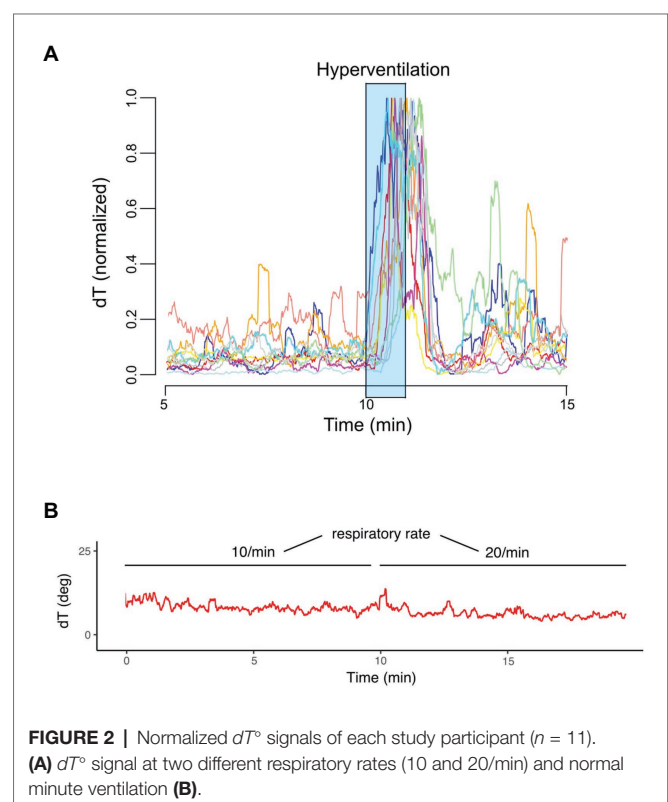 A
Hyperventilation
dT (normalized)
1.0
0.8
0.6
0.4
0.2
0.0
5
10
15
Time (min)
B
respiratory rate
10/min
20/min
dT (deg)
25
0
0
5
10
15
Time (min)
FIGURE 2 | Normalized dT° signals of each study participant (n = 11).
(A) dT° signal at two different respiratory rates (10 and 20/min) and normal
minute ventilation (B).